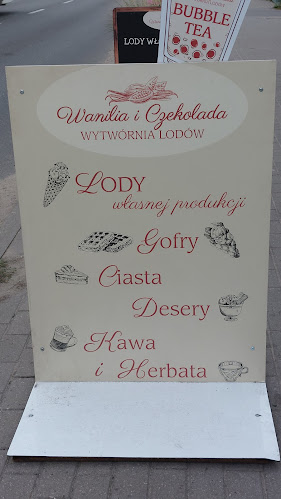 BUBBLE
TEA
LODY WŁ
Wanilia i Czekolada
WYTWÓRNIA LODÓW
LODY
własnej produkcji
Gofry
Ciasta
Desery
Kawa
i Herbata